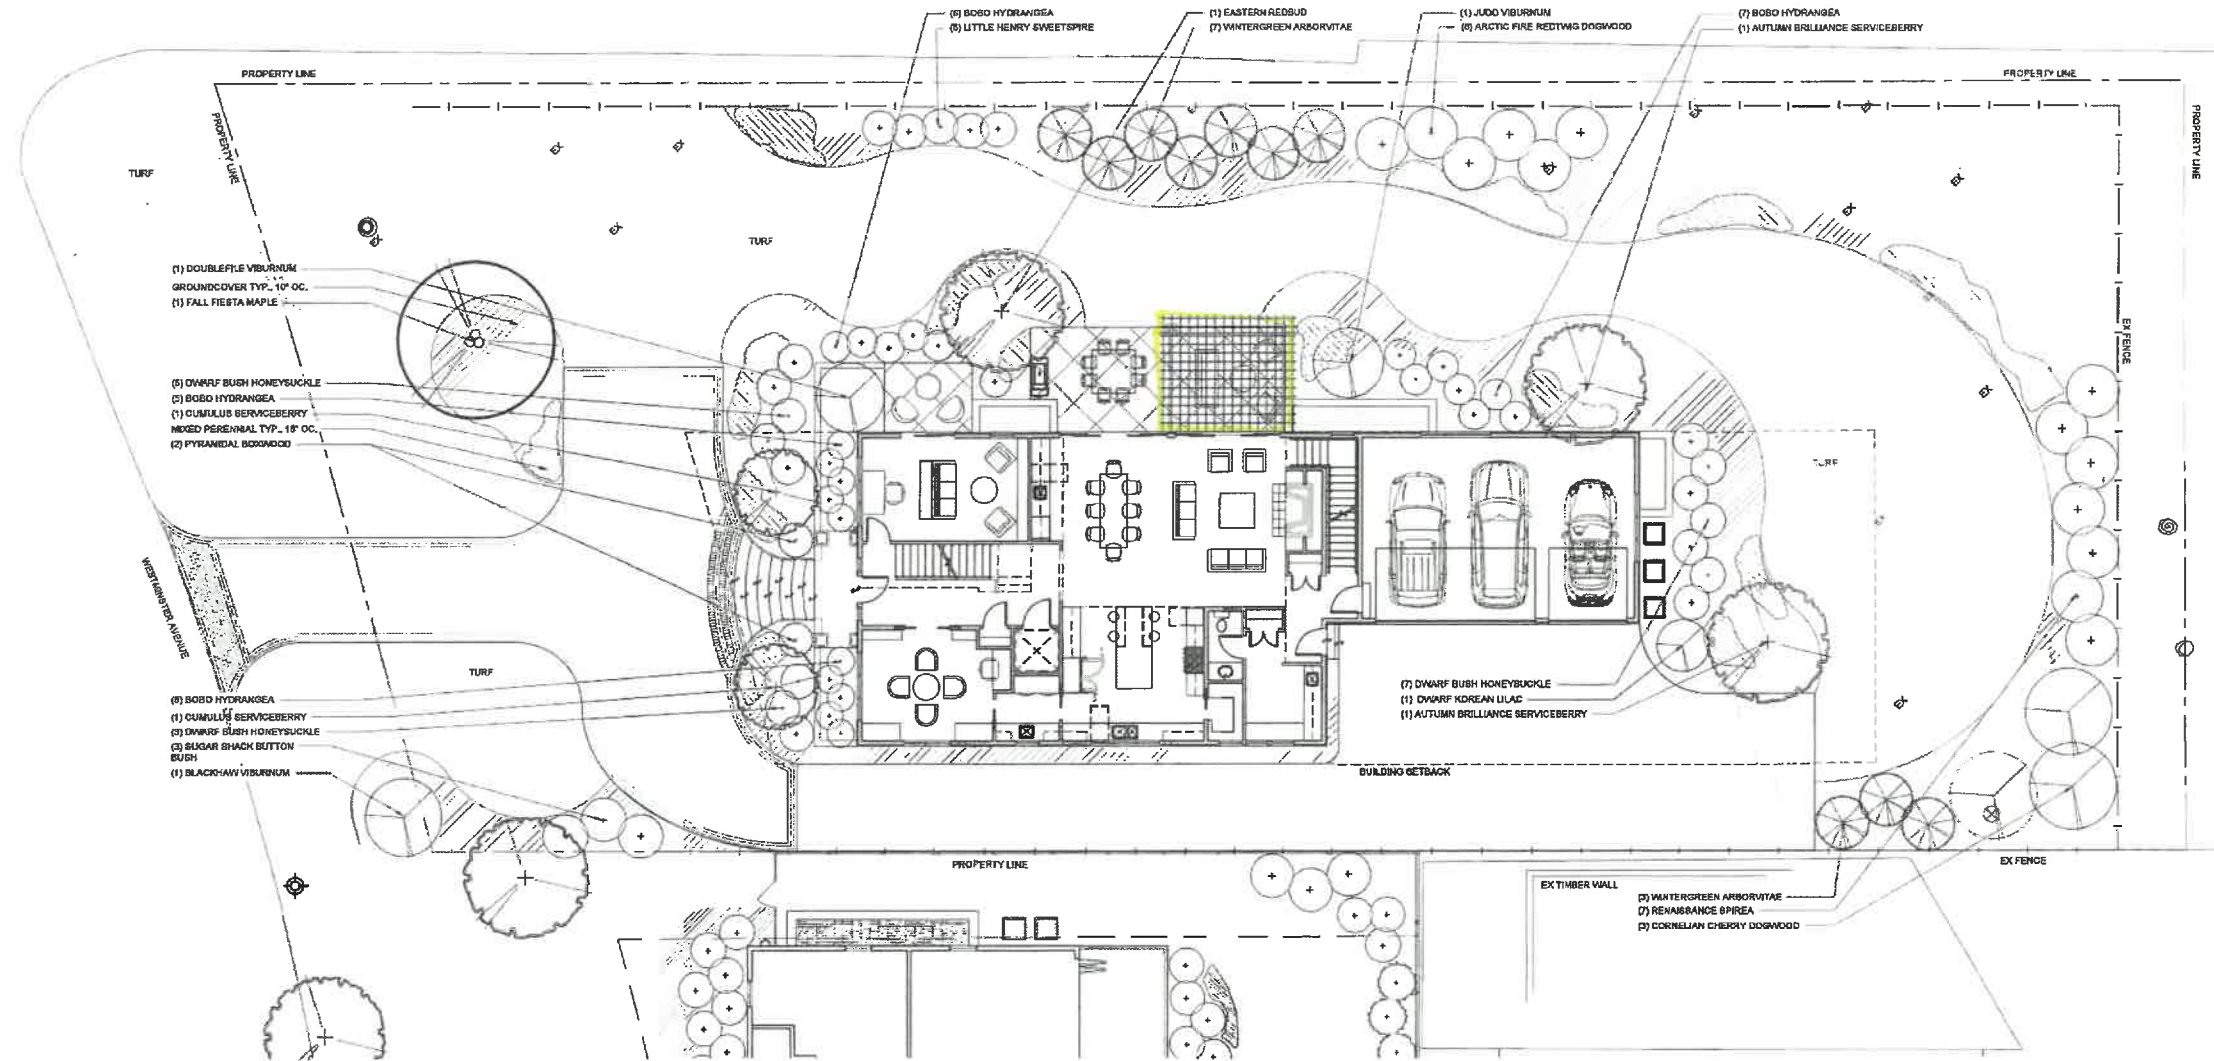 (6) BOBO HYDRANGEA
(5) LITTLE HENRY SWEETSPIRE
(1) EASTERN REDBUD
(7) WINTERGREEN ARBORVITAE
(1) JUDD VIBURNUM
(6) ARCTIC FIRE REDTWIG DOGWOOD
(7) BOBO HYDRANGEA
(1) AUTUMN BRILLIANCE SERVICEBERRY
PROPERTY LINE
PROPERTY LINE
PROPERTY LINE
PROPERTY LINE
EX
EX
EX
EX
EX
EX
EX
EX
EX
EX
TURF
TURF
(1) DOUBLEFILE VIBURNUM
GROUNDCOVER TYP., 10" OC.
(1) FALL FIESTA MAPLE
EX FENCE
EX
(5) DWARF BUSH HONEYSUCKLE
(5) BOBO HYDRANGEA
(1) CUMULUS SERVICEBERRY
MIXED PERENNIAL TYP., 18" OC.
(2) PYRAMIDAL BOXWOOD
TURF
EX
WESTMINSTER AVENUE
TURF
(6) BOBO HYDRANGEA
(1) CUMULUS SERVICEBERRY
(3) DWARF BUSH HONEYSUCKLE
(3) SUGAR SHACK BUTTON
BUSH
(1) BLACKHAW VIBURNUM
(7) DWARF BUSH HONEYSUCKLE
(1) DWARF KOREAN LILAC
(1) AUTUMN BRILLIANCE SERVICEBERRY
EX
BUILDING SETBACK
PROPERTY LINE
EX FENCE
EX TIMBER WALL
(3) WINTERGREEN ARBORVITAE
(7) RENAISSANCE SPIREA
(3) CORNELIAN CHERRY DOGWOOD